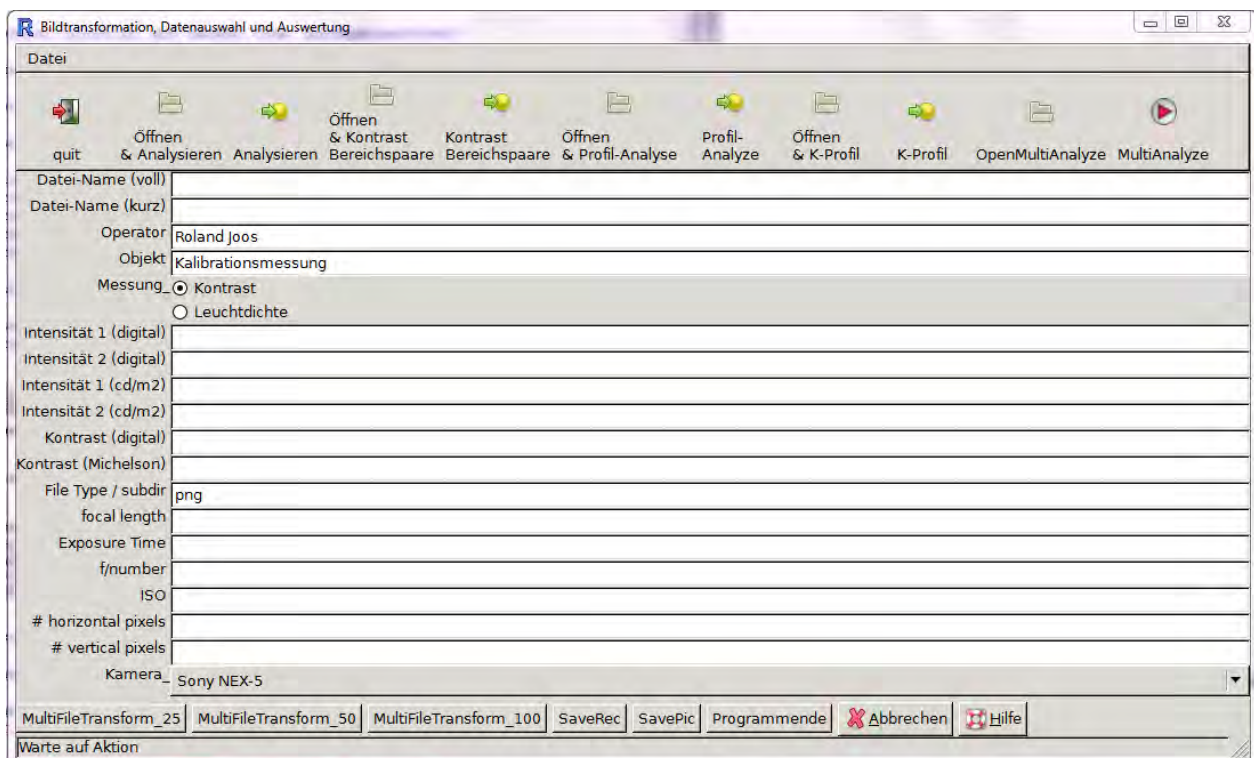 Bildtransformation, Datenauswahl und Auswertung
Datei
quit
Öffnen
& Analysieren
Analysieren
Öffnen
& Kontrast
Bereichspaare
Kontrast
Bereichspaare
Öffnen
& Profil-Analyse
Profil-
Analyze
Öffnen
& K-Profil
K-Profil
OpenMultiAnalyze
MultiAnalyze
Datei-Name (voll)
Datei-Name (kurz)
Operator Roland Joos
Objekt Kalibrationsmessung
Messung_ Kontrast
Leuchtdichte
Intensität 1 (digital)
Intensität 2 (digital)
Intensität 1 (cd/m2)
Intensität 2 (cd/m2)
Kontrast (digital)
Kontrast (Michelson)
File Type / subdir png
focal length
Exposure Time
f/number
ISO
# horizontal pixels
# vertical pixels
Kamera_ Sony NEX-5
MultiFileTransform_25 MultiFileTransform_50 MultiFileTransform_100 SaveRec SavePic Programmende Abbrechen Hilfe
Warte auf Aktion